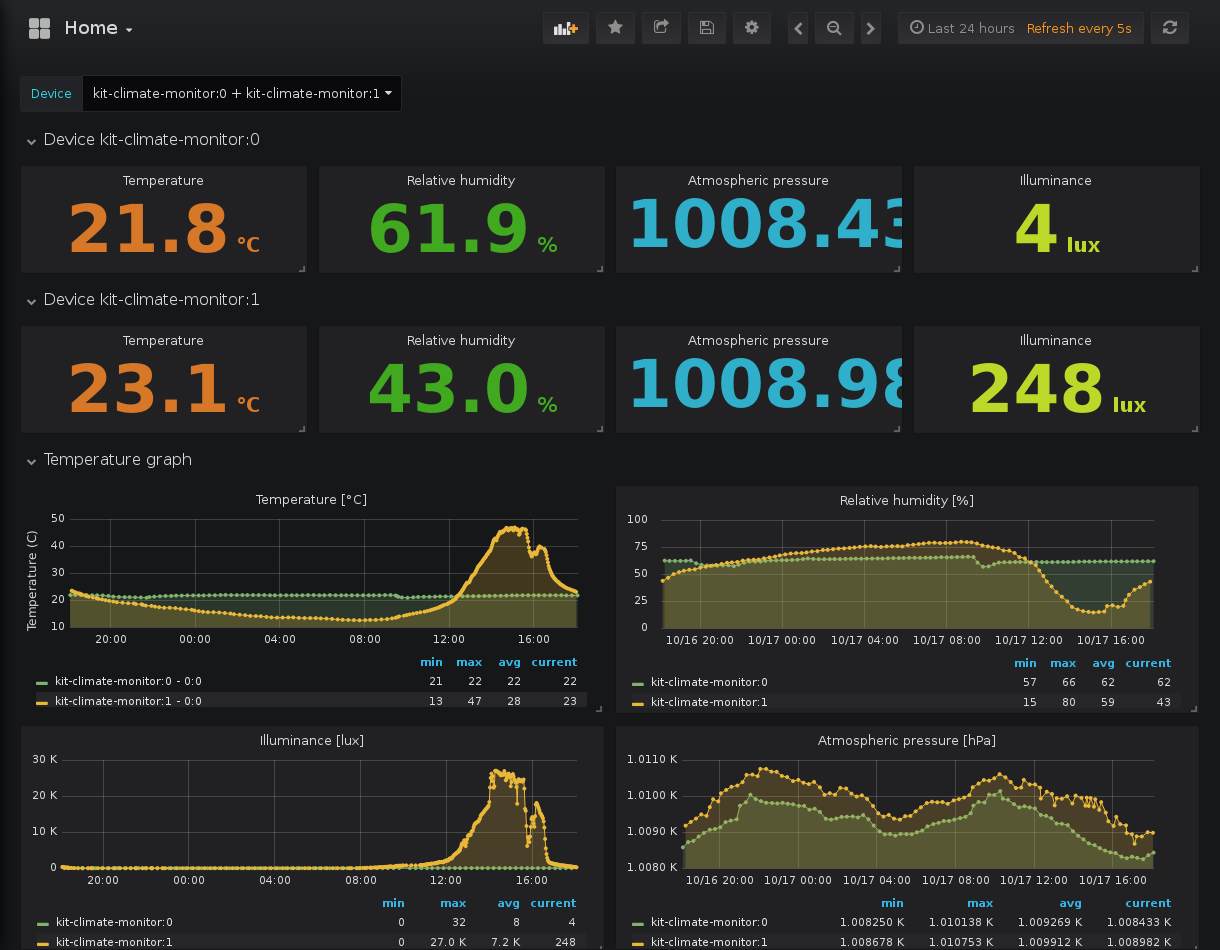 Home
Last 24 hours Refresh every 5s
Device kit-climate-monitor:0 + kit-climate-monitor:1
Device kit-climate-monitor:0
Temperature Relative humidity Atmospheric pressure Illuminance
21.8 °C 61.9 % 1008.43 4 lux
Device kit-climate-monitor:1
Temperature Relative humidity Atmospheric pressure Illuminance
23.1 °C 43.0 % 1008.98 248 lux
Temperature graph
Temperature [°C]
Temperature (C)
50
40
30
20
10
20:00 00:00 04:00 08:00 12:00 16:00
min max avg current
kit-climate-monitor:0 - 0:0 21 22 22 22
kit-climate-monitor:1 - 0:0 13 47 28 23
Relative humidity [%]
100
75
50
25
0
10/16 20:00 10/17 00:00 10/17 04:00 10/17 08:00 10/17 12:00 10/17 16:00
min max avg current
kit-climate-monitor:0 57 66 62 62
kit-climate-monitor:1 15 80 59 43
Illuminance [lux]
30 K
20 K
10 K
0
20:00 00:00 04:00 08:00 12:00 16:00
min max avg current
kit-climate-monitor:0 0 32 8 4
kit-climate-monitor:1 0 27.0 K 7.2 K 248
Atmospheric pressure [hPa]
1.0110 K
1.0100 K
1.0090 K
1.0080 K
10/16 20:00 10/17 00:00 10/17 04:00 10/17 08:00 10/17 12:00 10/17 16:00
min max avg current
kit-climate-monitor:0 1.008250 K 1.010138 K 1.009269 K 1.008433 K
kit-climate-monitor:1 1.008678 K 1.010753 K 1.009912 K 1.008982 K